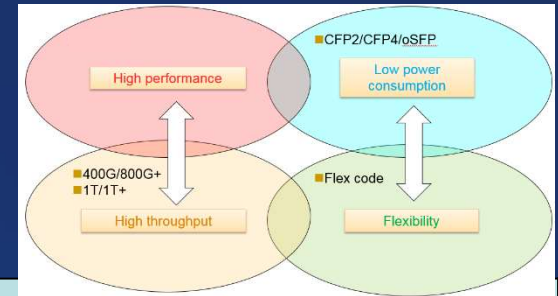 ■CFP2/CFP4/oSFP
High performance
Low power
consumption
■400G/800G+
■1T/1T+
■Flex code
High throughput
Flexibility